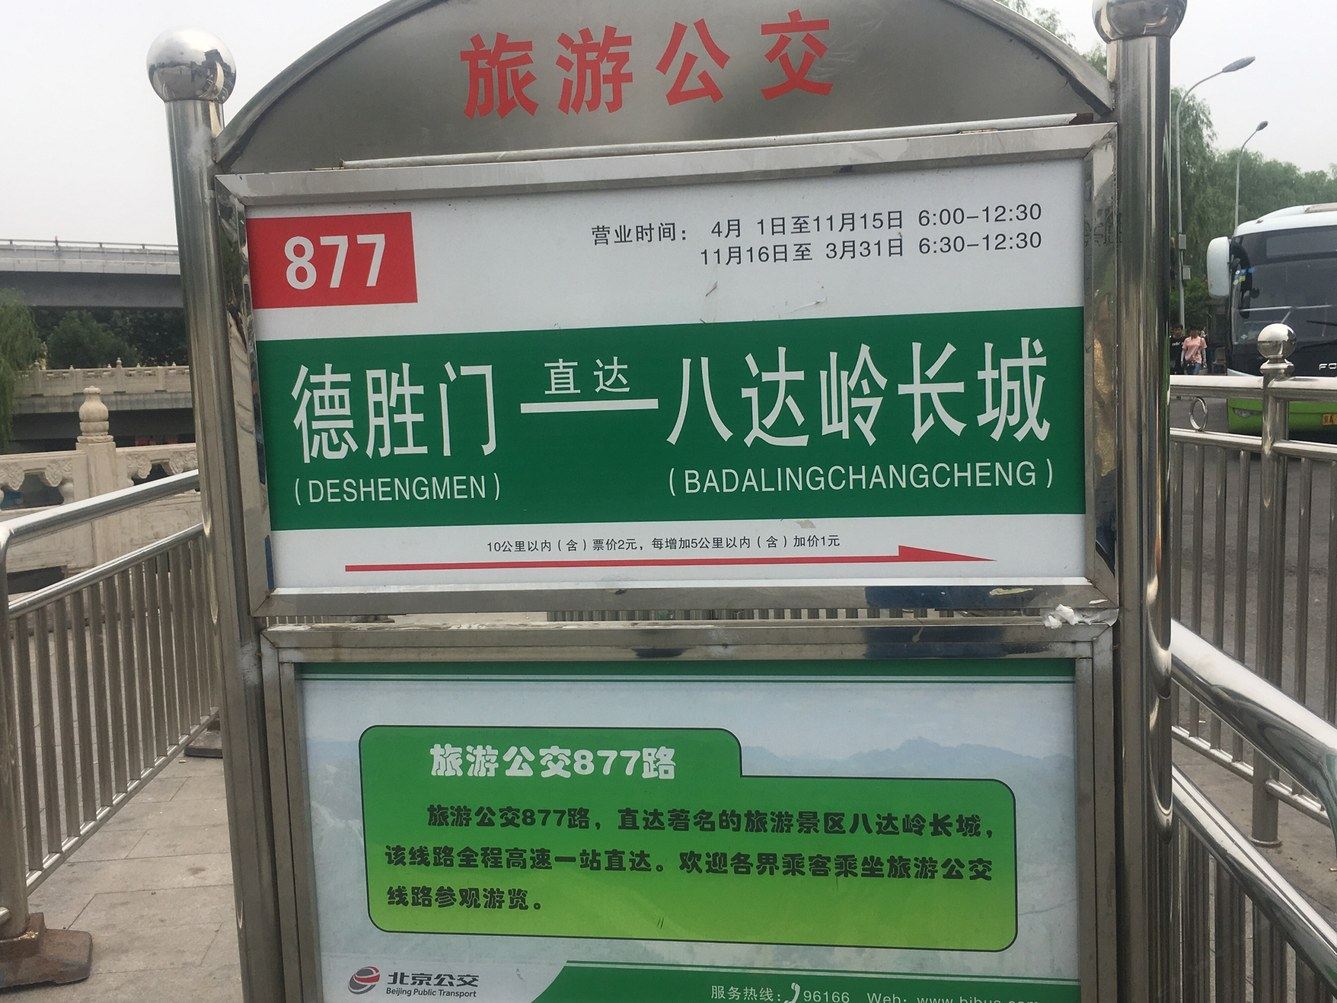 旅游公交
877
营业时间： 4月 1日至11月15日 6:00-12:30
11月16日至 3月31日 6:30-12:30
德胜门 直达 八达岭长城
(DESHENGMEN) (BADALINGCHANGCHENG)
10公里以内（含）票价2元，每增加5公里以内（含）加价1元
旅游公交877路
旅游公交877路，直达著名的旅游景区八达岭长城，
该线路全程高速一站直达。欢迎各界乘客乘坐旅游公交
线路参观游览。
北京公交
Beijing Public Transport
服务热线: 96166 Web: www.bjbus.com